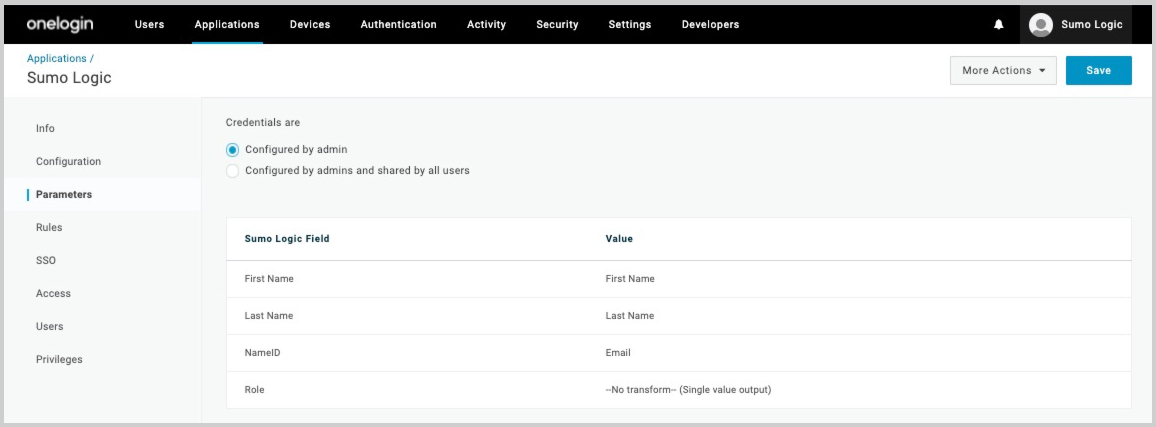 onelogin Users Applications Devices Authentication Activity Security Settings Developers Sumo Logic
Applications /
Sumo Logic
More Actions
Save
Info
Configuration
Parameters
Rules
SSO
Access
Users
Privileges
Credentials are
Configured by admin
Configured by admins and shared by all users
Sumo Logic Field Value
First Name First Name
Last Name Last Name
NameID Email
Role --No transform-- (Single value output)